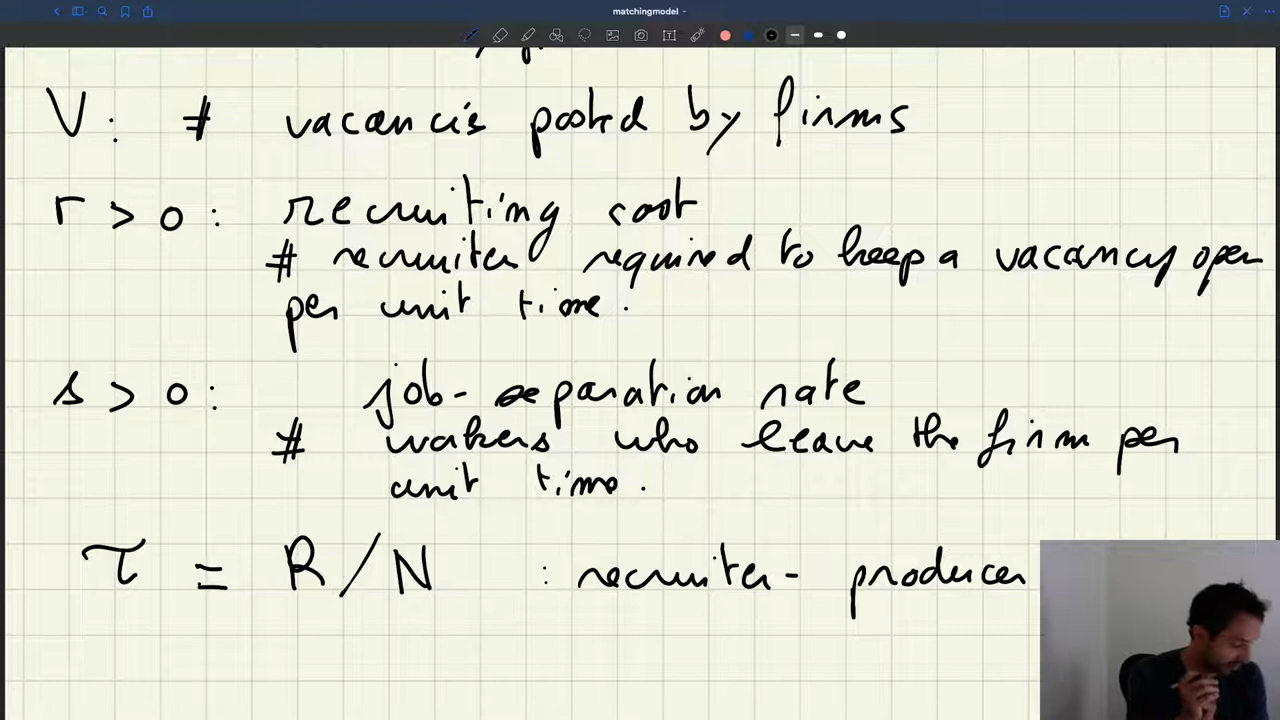 matchingmodel
V: # vacancies posted by firms
r > 0 : recruiting cost
# recruiter required to keep a vacancy open
per unit time.
s > 0 : job-separation rate
# workers who leave the firm per
unit time.
τ = R/N : recruiter-producer